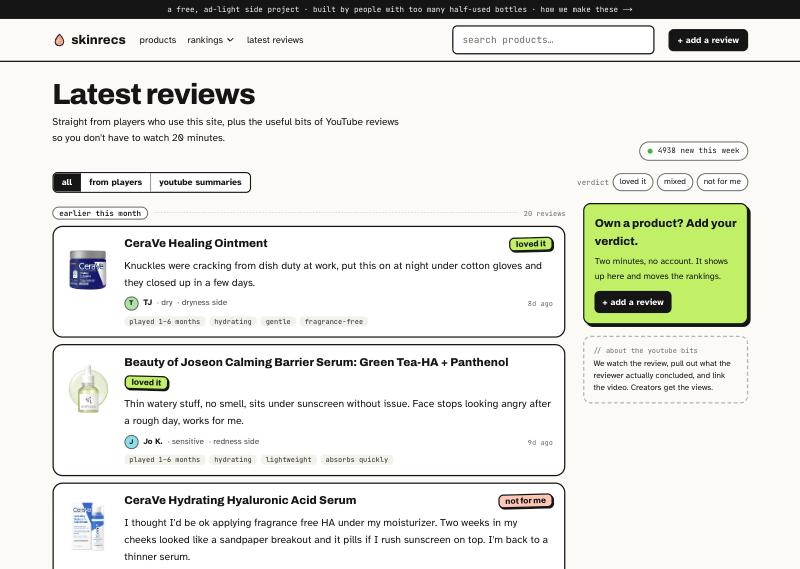 a free, ad-light side project · built by people with too many half-used bottles · how we make these →
skinrecs
products
rankings
latest reviews
search products…
+ add a review
Latest reviews
Straight from players who use this site, plus the useful bits of YouTube reviews
so you don't have to watch 20 minutes.
4938 new this week
all
from players
youtube summaries
verdict
loved it
mixed
not for me
earlier this month
20 reviews
CeraVe Healing Ointment
loved it
Knuckles were cracking from dish duty at work, put this on at night under cotton gloves and
they closed up in a few days.
T TJ · dry · dryness side
8d ago
played 1–6 months
hydrating
gentle
fragrance-free
Beauty of Joseon Calming Barrier Serum: Green Tea-HA + Panthenol
loved it
Thin watery stuff, no smell, sits under sunscreen without issue. Face stops looking angry after
a rough day, works for me.
J Jo K. · sensitive · redness side
9d ago
played 1–6 months
hydrating
lightweight
absorbs quickly
CeraVe Hydrating Hyaluronic Acid Serum
not for me
I thought I'd be ok applying fragrance free HA under my moisturizer. Two weeks in my
cheeks looked like a sandpaper breakout and it pills if I rush sunscreen on top. I'm back to a
thinner serum.
Own a product? Add your
verdict.
Two minutes, no account. It shows
up here and moves the rankings.
+ add a review
// about the youtube bits
We watch the review, pull out what the
reviewer actually concluded, and link
the video. Creators get the views.
CeraVe
CeraVe